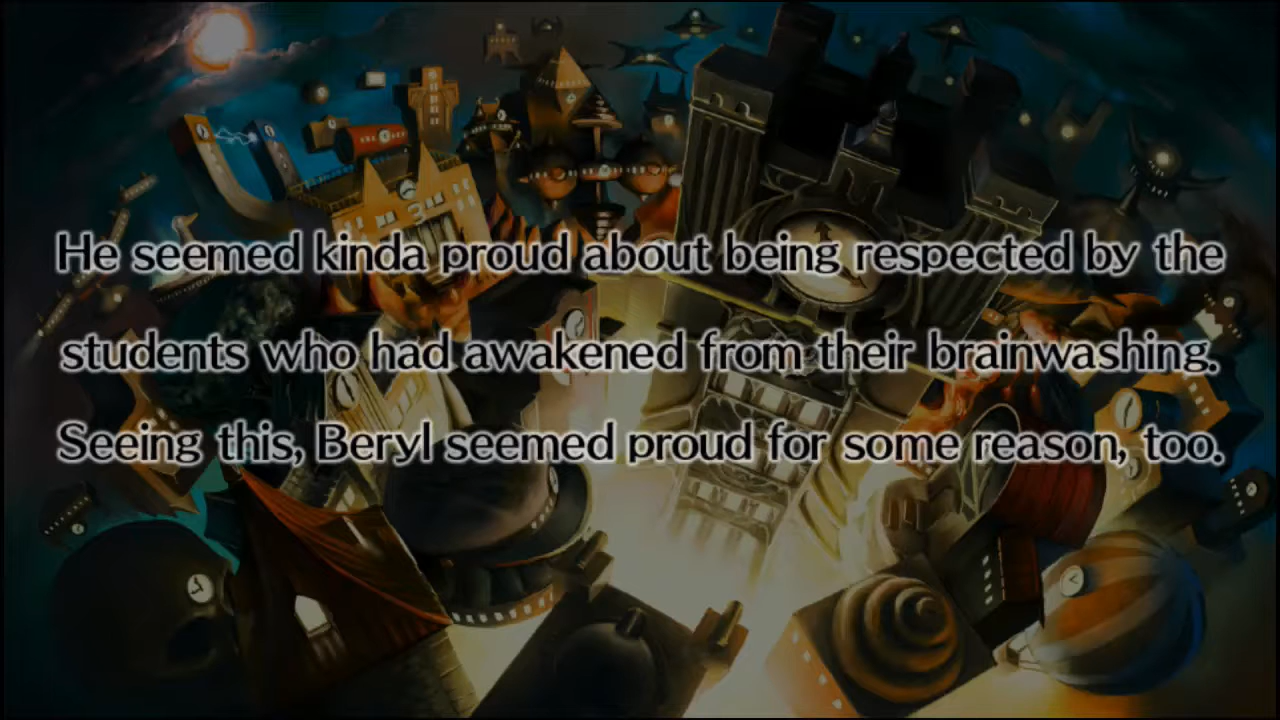 He seemed kinda proud about being respected by the
students who had awakened from their brainwashing.
Seeing this, Beryl seemed proud for some reason, too.